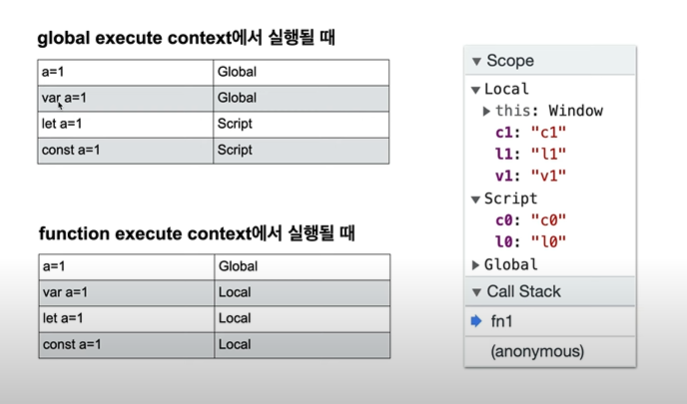 global execute context에서 실행될 때
a=1 Global
var a=1 Global
let a=1 Script
const a=1 Script
function execute context에서 실행될 때
a=1 Global
var a=1 Local
let a=1 Local
const a=1 Local
▼ Scope
▼ Local
▶ this: Window
c1: "c1"
l1: "l1"
v1: "v1"
▼ Script
c0: "c0"
l0: "l0"
▶ Global
▼ Call Stack
fn1
(anonymous)